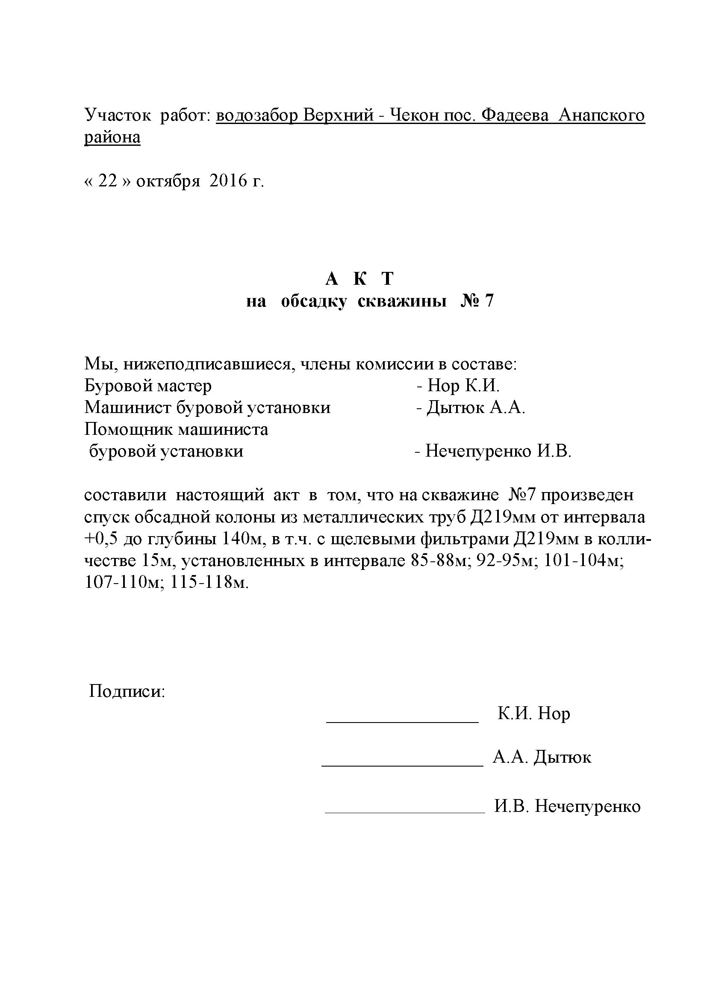 Участок работ: водозабор Верхний - Чекон пос. Фадеева Анапского
района
« 22 » октября 2016 г.
А К Т
на обсадку скважины № 7
Мы, нижеподписавшиеся, члены комиссии в составе:
Буровой мастер - Нор К.И.
Машинист буровой установки - Дытюк А.А.
Помощник машиниста
буровой установки - Нечепуренко И.В.
составили настоящий акт в том, что на скважине №7 произведен
спуск обсадной колоны из металлических труб Д219мм от интервала
+0,5 до глубины 140м, в т.ч. с щелевыми фильтрами Д219мм в колли-
честве 15м, установленных в интервале 85-88м; 92-95м; 101-104м;
107-110м; 115-118м.
Подписи:
К.И. Нор
А.А. Дытюк
И.В. Нечепуренко